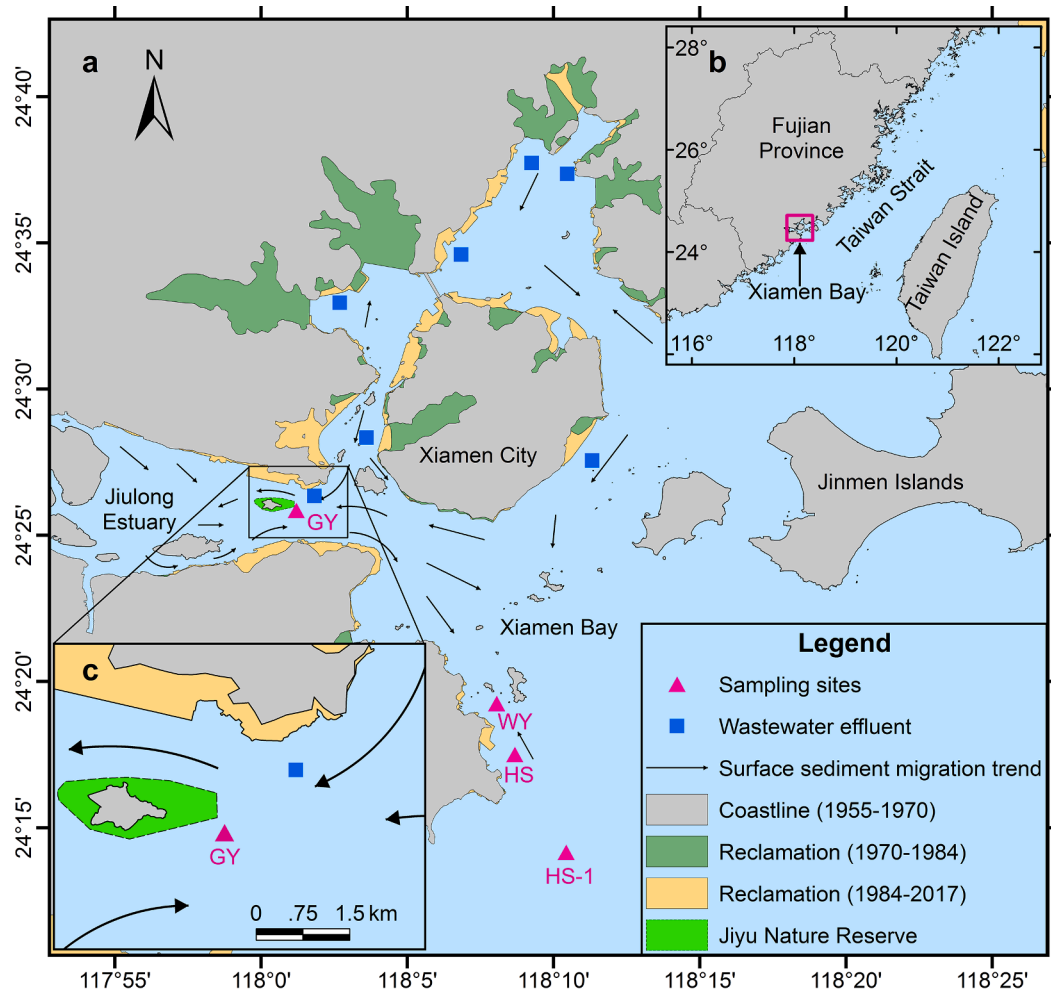 a
N
24°40'
24°35'
24°30'
24°25'
24°20'
24°15'
117°55'
118°0'
118°5'
118°10'
118°15'
118°20'
118°25'
Xiamen City
Jinmen Islands
Jiulong
Estuary
GY
Xiamen Bay
WY
HS
HS-1
b
28°
26°
24°
116°
118°
120°
122°
Fujian
Province
Taiwan Strait
Taiwan Island
Xiamen Bay
c
GY
0 .75 1.5 km
Legend
Sampling sites
Wastewater effluent
Surface sediment migration trend
Coastline (1955-1970)
Reclamation (1970-1984)
Reclamation (1984-2017)
Jiyu Nature Reserve